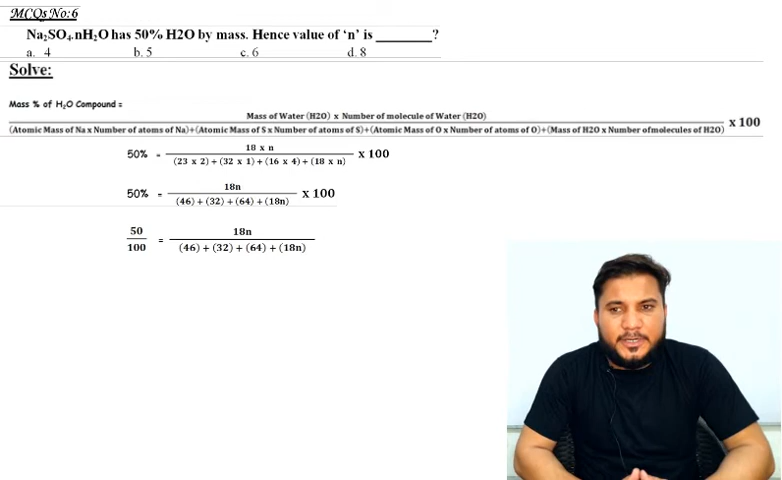 MCQs No:6
Na₂SO₄.nH₂O has 50% H2O by mass. Hence value of ‘n’ is ________?
a. 4 b. 5 c. 6 d. 8
Solve:
Mass % of H₂O Compound =
Mass of Water (H2O) x Number of molecule of Water (H2O)
(Atomic Mass of Na x Number of atoms of Na)+(Atomic Mass of S x Number of atoms of S)+(Atomic Mass of O x Number of atoms of O)+(Mass of H2O x Number ofmolecules of H2O) x 100
18 x n
50% = (23 x 2) + (32 x 1) + (16 x 4) + (18 x n) x 100
18n
50% = (46) + (32) + (64) + (18n) x 100
50 18n
100 = (46) + (32) + (64) + (18n)